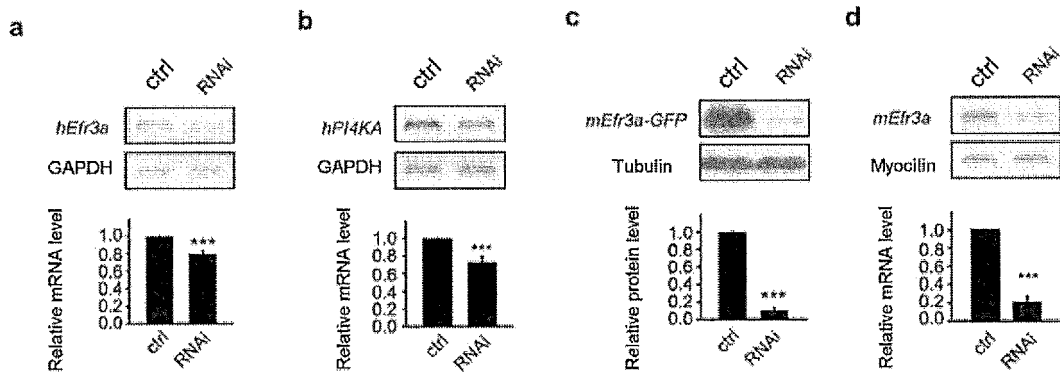 a
ctrl RNAi
hEfr3a
GAPDH
Relative mRNA level
1.0
0.8
0.6
0.4
0.2
0.0
ctrl RNAi
b
ctrl RNAi
hPI4KA
GAPDH
Relative mRNA level
1.0
0.8
0.6
0.4
0.2
0.0
***
ctrl RNAi
c
ctrl RNAi
mEfr3a-GFP
Tubulin
Relative protein level
1.0
0.8
0.6
0.4
0.2
0.0
***
ctrl RNAi
d
ctrl RNAi
mEfr3a
Myocilin
Relative mRNA level
1.0
0.8
0.6
0.4
0.2
0.0
***
ctrl RNAi